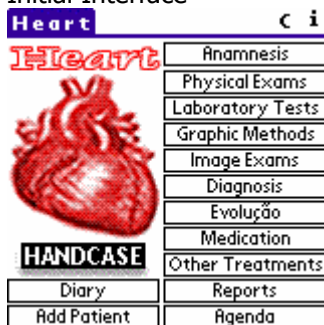 Initial Interface
Heart
C i
Heart
Anamnesis
Physical Exams
Laboratory Tests
Graphic Methods
Image Exams
Diagnosis
Evolução
Medication
HANDCASE
Other Treatments
Diary
Reports
Add Patient
Agenda